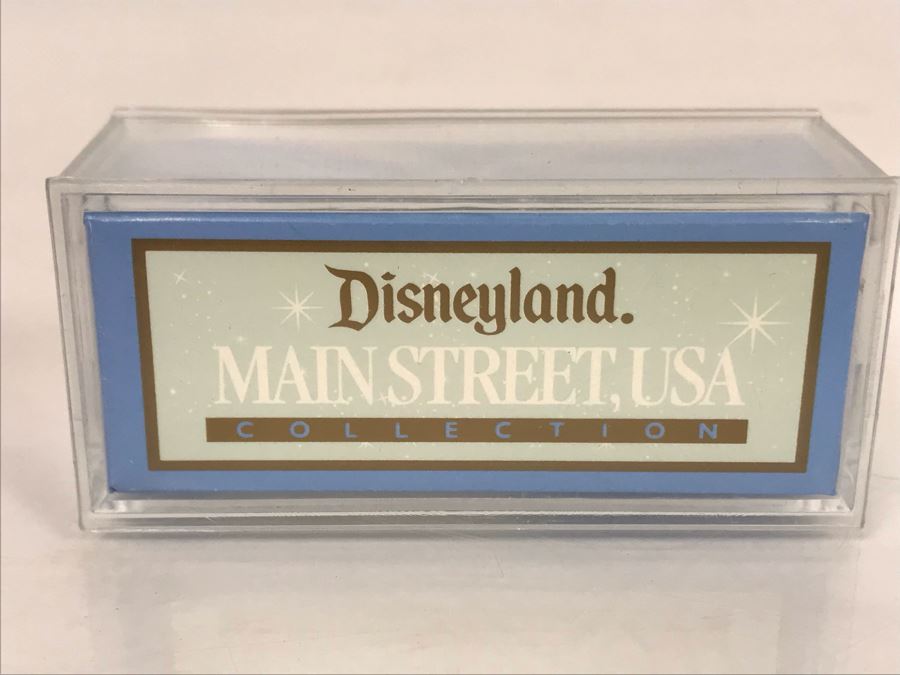 Disneyland.
MAIN STREET, USA
COLLECTION